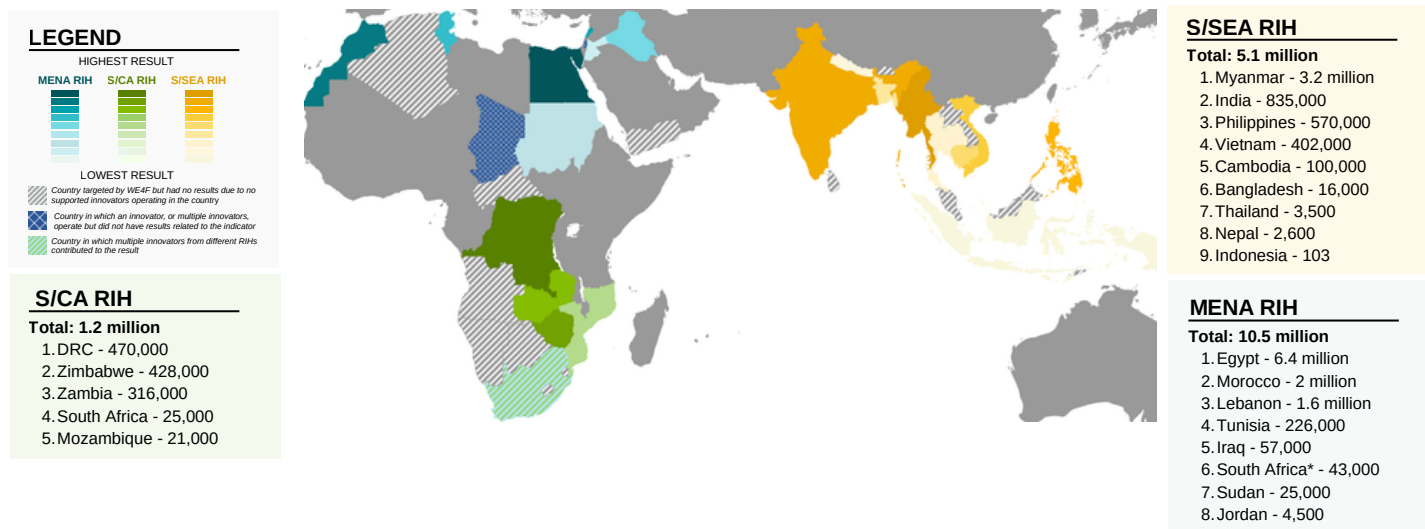 LEGEND
HIGHEST RESULT
MENA RIH S/CA RIH S/SEA RIH
LOWEST RESULT
Country targeted by WE4F but had no results due to no
supported innovators operating in the country
Country in which an innovator, or multiple innovators,
operate but did not have results related to the indicator
Country in which multiple innovators from different RIHs
contributed to the result
S/CA RIH
Total: 1.2 million
1. DRC - 470,000
2. Zimbabwe - 428,000
3. Zambia - 316,000
4. South Africa - 25,000
5. Mozambique - 21,000
S/SEA RIH
Total: 5.1 million
1. Myanmar - 3.2 million
2. India - 835,000
3. Philippines - 570,000
4. Vietnam - 402,000
5. Cambodia - 100,000
6. Bangladesh - 16,000
7. Thailand - 3,500
8. Nepal - 2,600
9. Indonesia - 103
MENA RIH
Total: 10.5 million
1. Egypt - 6.4 million
2. Morocco - 2 million
3. Lebanon - 1.6 million
4. Tunisia - 226,000
5. Iraq - 57,000
6. South Africa* - 43,000
7. Sudan - 25,000
8. Jordan - 4,500